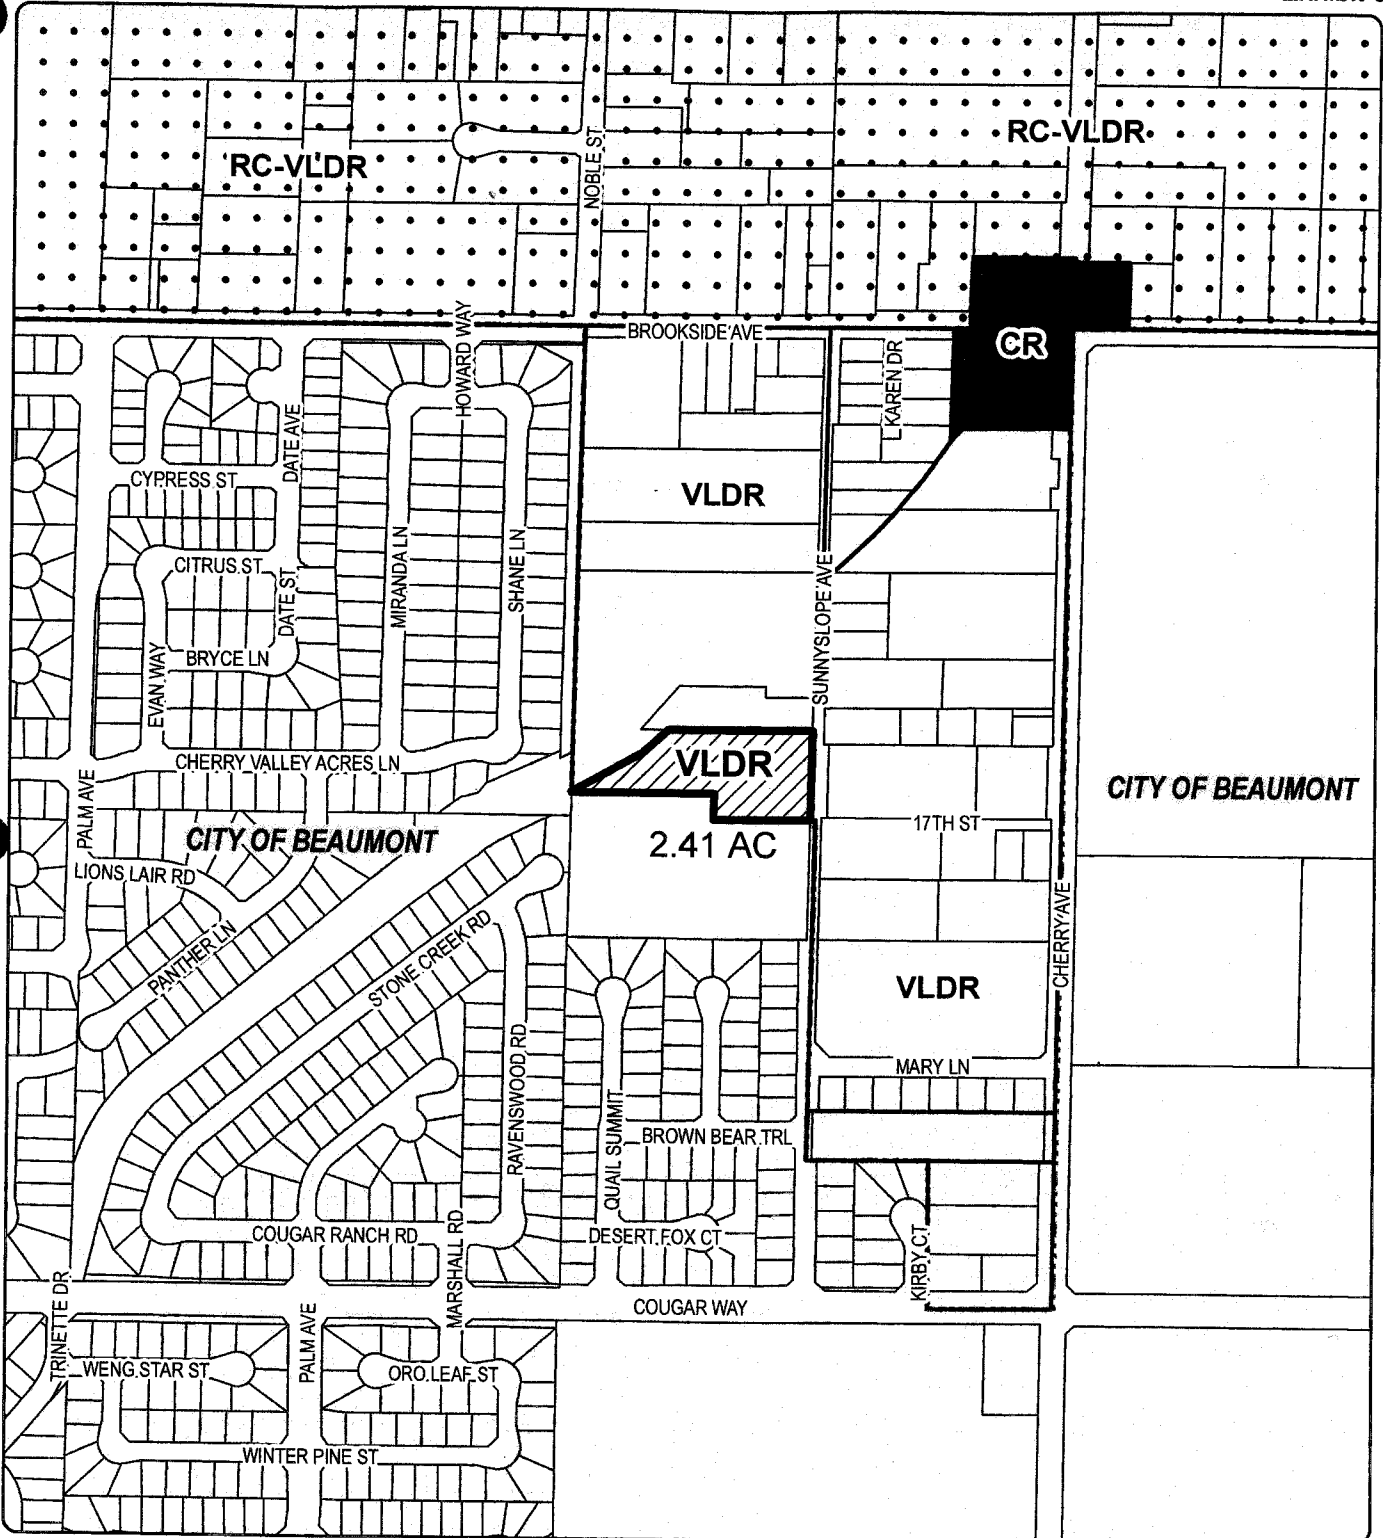 RC-VLDR
RC-VLDR
NOBLE ST
BROOKSIDE AVE
HOWARD WAY
CR
KAREN DR
DATE AVE
CYPRESS ST
VLDR
CITRUS ST
DATE ST
MIRANDA LN
SHANE LN
SUNNYSLOPE AVE
BRYCE LN
EVAN WAY
CHERRY VALLEY ACRES LN
VLDR
CITY OF BEAUMONT
PALM AVE
17TH ST
CITY OF BEAUMONT
2.41 AC
LIONS LAIR RD
PANTHER LN
STONE CREEK RD
CHERRY AVE
VLDR
RAVENSWOOD RD
MARY LN
QUAIL SUMMIT
BROWN BEAR TRL
COUGAR RANCH RD
MARSHALL RD
DESERT FOX CT
KIRBY CT
COUGAR WAY
TRINETTE DR
PALM AVE
WENG STAR ST
ORO LEAF ST
WINTER PINE ST